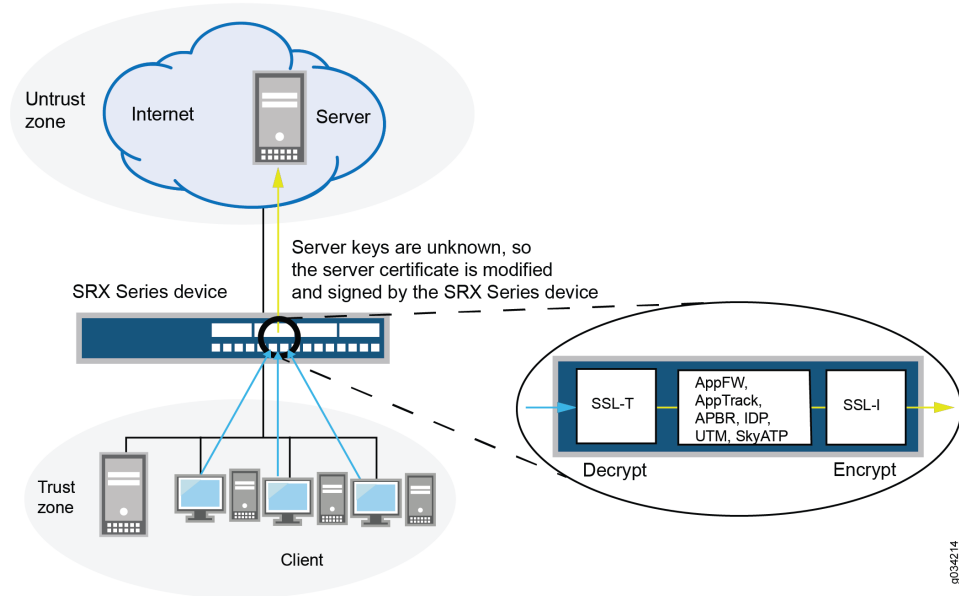 Untrust
zone
Internet
Server
Server keys are unknown, so
the server certificate is modified
and signed by the SRX Series device
SRX Series device
SSL-T
AppFW,
AppTrack,
APBR, IDP,
UTM, SkyATP
SSL-I
Decrypt
Encrypt
Trust
zone
Client
g034214